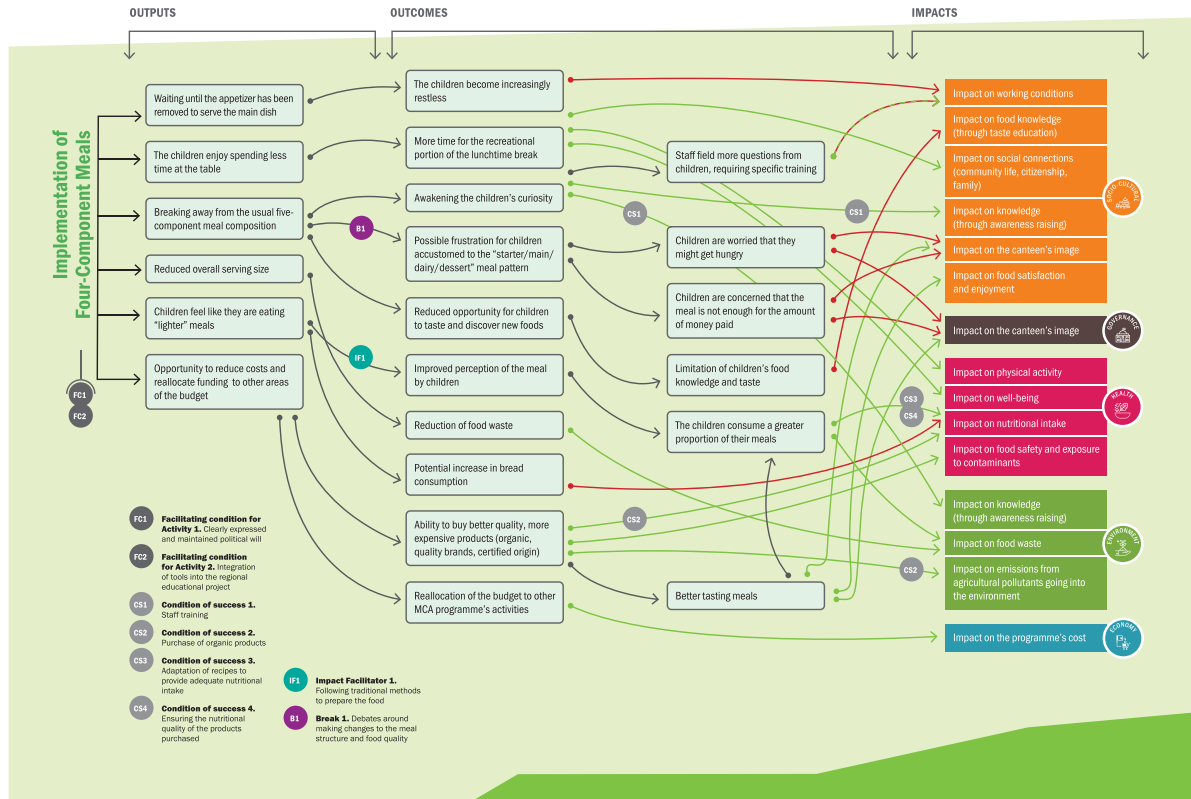 OUTPUTS
OUTCOMES
IMPACTS
Implementation of
Four-Component Meals
FC1
FC2
Waiting until the appetizer has been
removed to serve the main dish
The children enjoy spending less
time at the table
Breaking away from the usual five-
component meal composition
Reduced overall serving size
Children feel like they are eating
“lighter” meals
Opportunity to reduce costs and
reallocate funding to other areas
of the budget
B1
IF1
The children become increasingly
restless
More time for the recreational
portion of the lunchtime break
Awakening the children’s curiosity
Possible frustration for children
accustomed to the “starter/main/
dairy/dessert” meal pattern
Reduced opportunity for children
to taste and discover new foods
Improved perception of the meal
by children
Reduction of food waste
Potential increase in bread
consumption
Ability to buy better quality, more
expensive products (organic,
quality brands, certified origin)
Reallocation of the budget to other
MCA programme’s activities
Staff field more questions from
children, requiring specific training
Children are worried that they
might get hungry
Children are concerned that the
meal is not enough for the amount
of money paid
Limitation of children’s food
knowledge and taste
The children consume a greater
proportion of their meals
Better tasting meals
CS1
CS1
CS3
CS4
CS2
CS2
Impact on working conditions
Impact on food knowledge
(through taste education)
Impact on social connections
(community life, citizenship,
family)
Impact on knowledge
(through awareness raising)
Impact on the canteen’s image
Impact on food satisfaction
and enjoyment
SOCIO-CULTURAL
Impact on the canteen’s image
GOVERNANCE
Impact on physical activity
Impact on well-being
Impact on nutritional intake
Impact on food safety and exposure
to contaminants
HEALTH
Impact on knowledge
(through awareness raising)
Impact on food waste
Impact on emissions from
agricultural pollutants going into
the environment
ENVIRONMENT
Impact on the programme’s cost
ECONOMY
FC1
Facilitating condition for
Activity 1. Clearly expressed
and maintained political will
FC2
Facilitating condition
for Activity 2. Integration
of tools into the regional
educational project
CS1
Condition of success 1.
Staff training
CS2
Condition of success 2.
Purchase of organic products
CS3
Condition of success 3.
Adaptation of recipes to
provide adequate nutritional
intake
CS4
Condition of success 4.
Ensuring the nutritional
quality of the products
purchased
IF1
Impact Facilitator 1.
Following traditional methods
to prepare the food
B1
Break 1. Debates around
making changes to the meal
structure and food quality